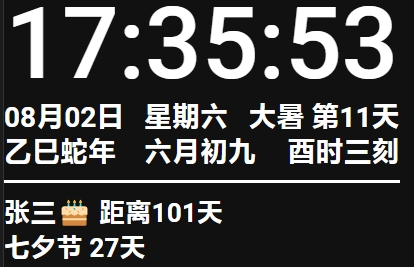 17:35:53
08月02日 星期六 大暑 第11天
乙巳蛇年 六月初九 酉时三刻
张三🎂 距离101天
七夕节 27天